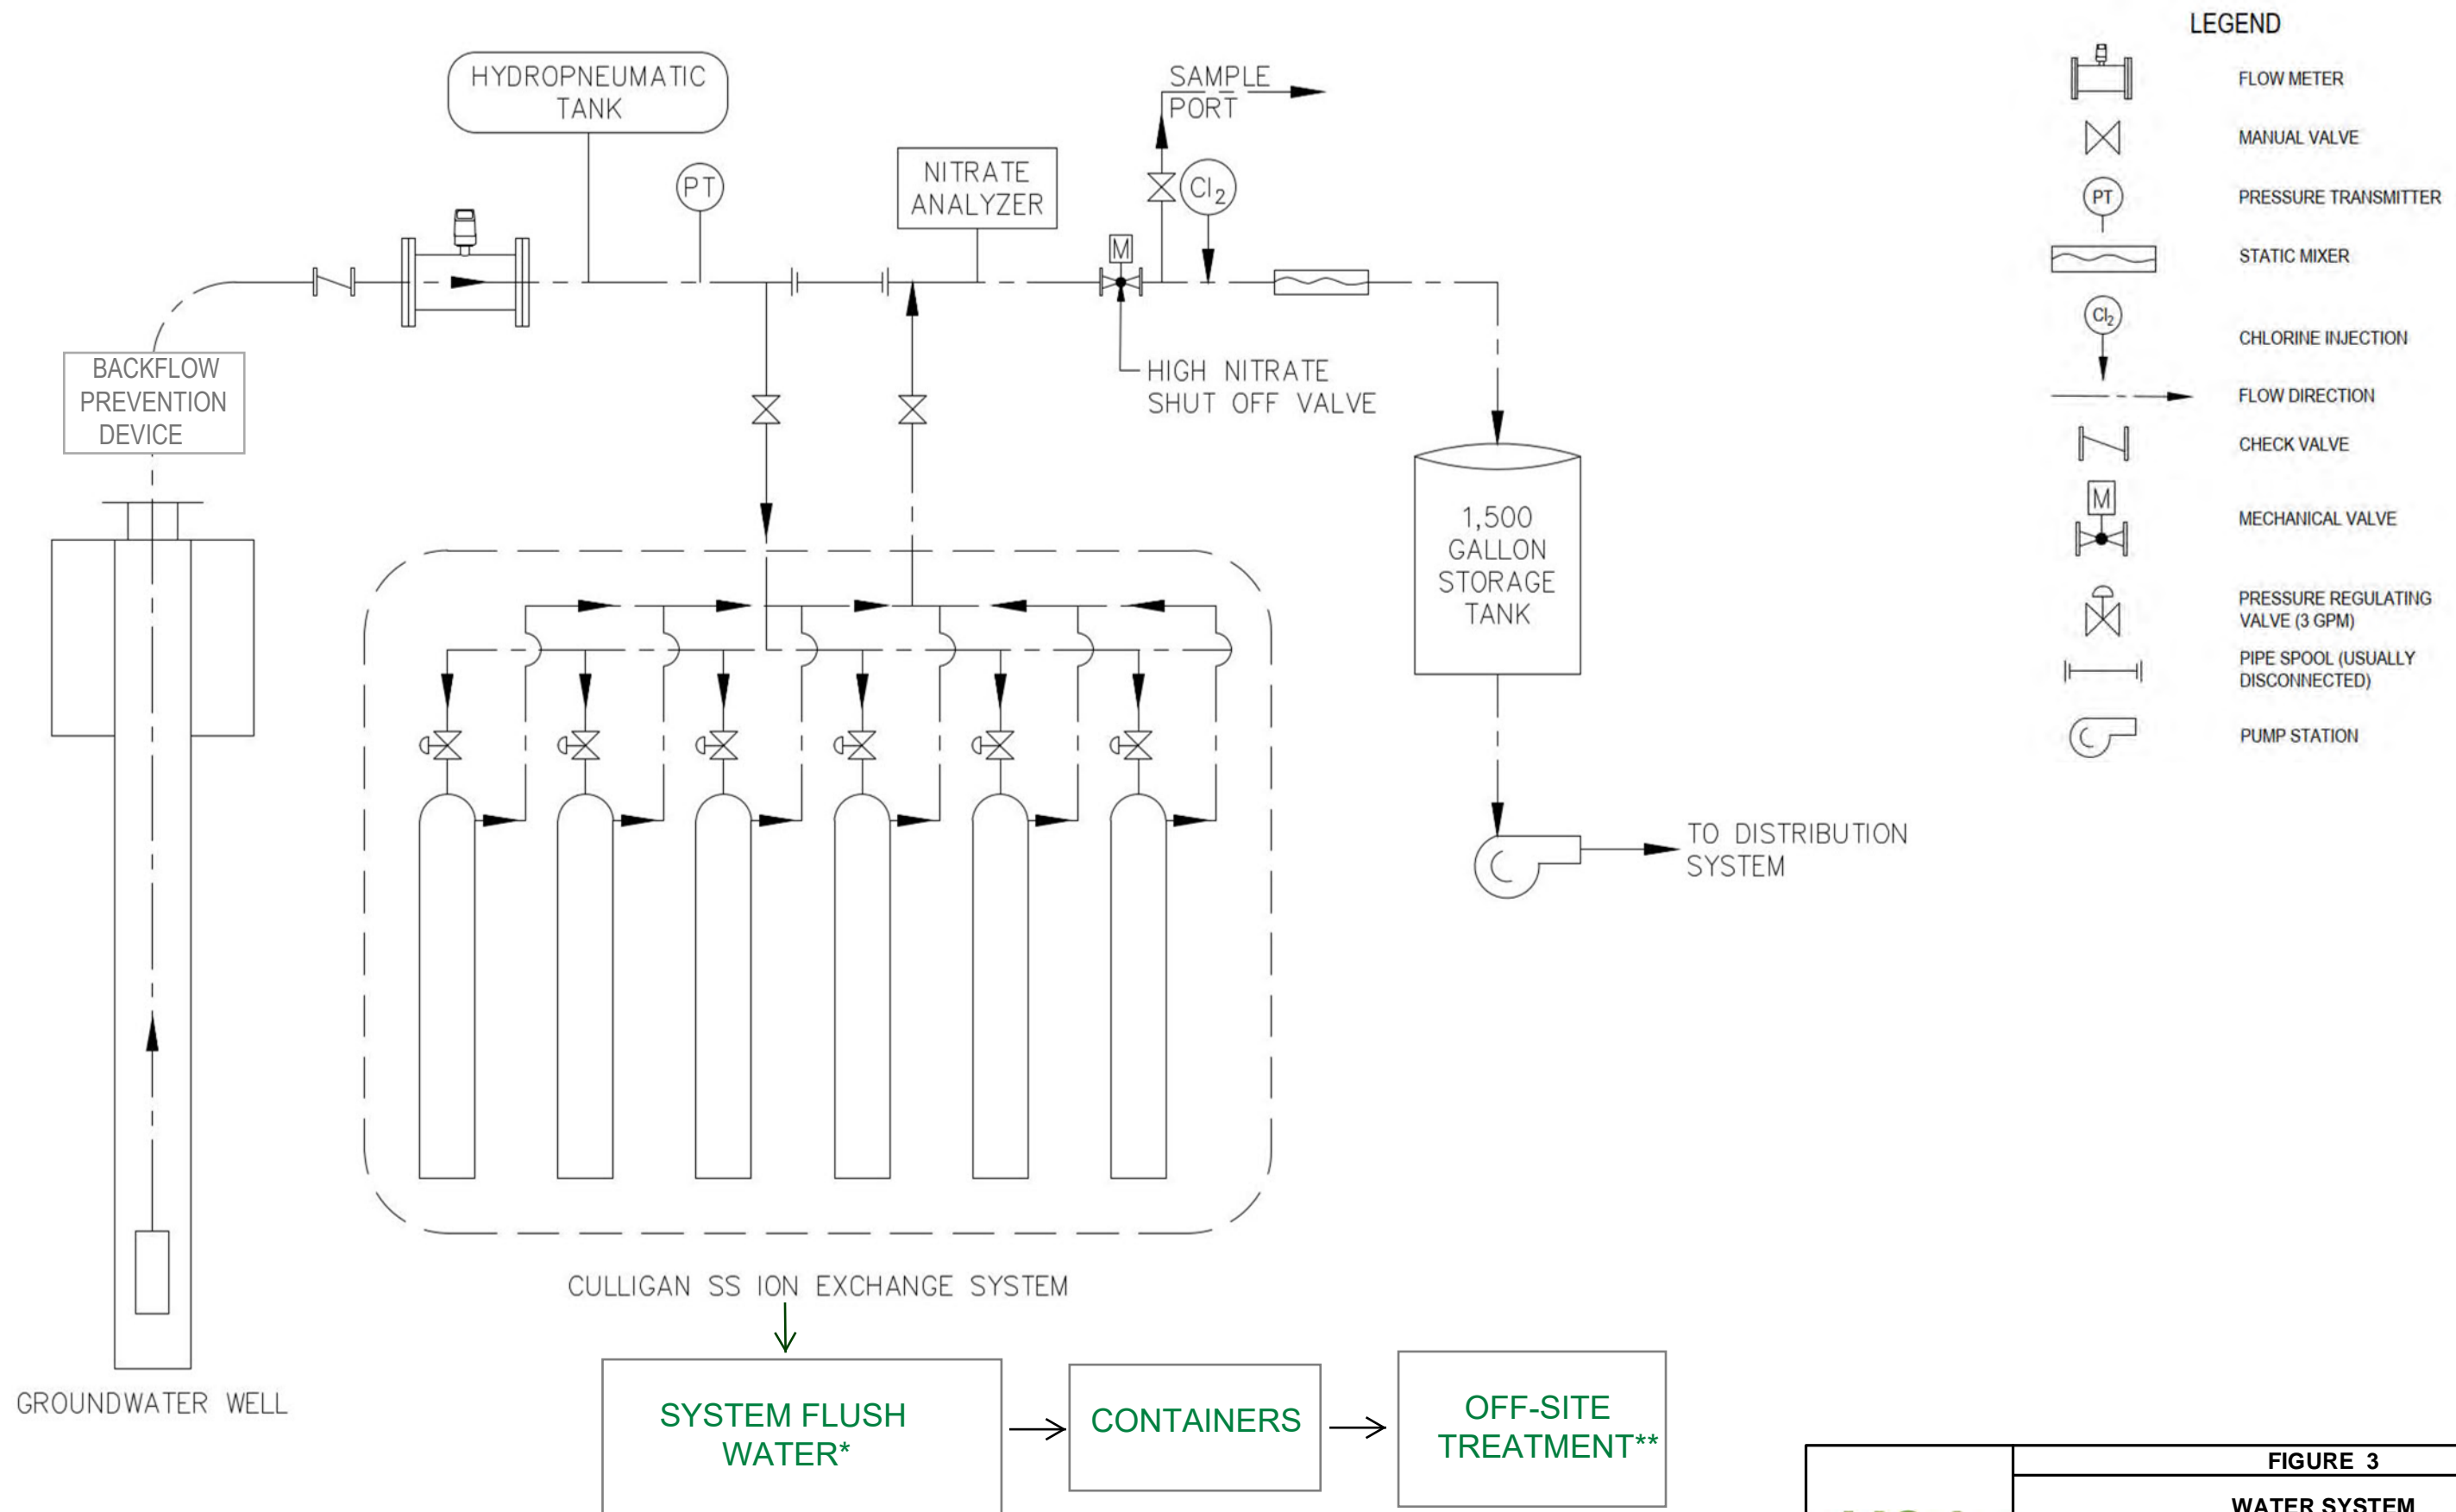 HYDROPNEUMATIC
TANK
PT
NITRATE
ANALYZER
SAMPLE
PORT
Cl2
M
HIGH NITRATE
SHUT OFF VALVE
BACKFLOW
PREVENTION
DEVICE
1,500
GALLON
STORAGE
TANK
TO DISTRIBUTION
SYSTEM
CULLIGAN SS ION EXCHANGE SYSTEM
GROUNDWATER WELL
SYSTEM FLUSH
WATER*
CONTAINERS
OFF-SITE
TREATMENT**
LEGEND
FLOW METER
MANUAL VALVE
PT
PRESSURE TRANSMITTER
STATIC MIXER
Cl2
CHLORINE INJECTION
FLOW DIRECTION
CHECK VALVE
M
MECHANICAL VALVE
PRESSURE REGULATING
VALVE (3 GPM)
PIPE SPOOL (USUALLY
DISCONNECTED)
PUMP STATION
FIGURE 3
WATER SYSTEM